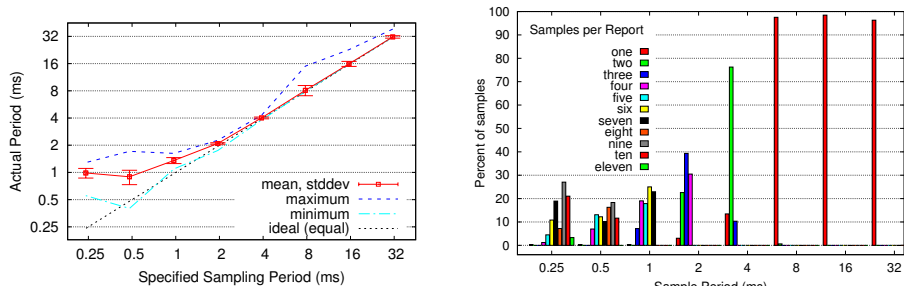 32
16
8
4
2
1
0.5
0.25
Actual Period (ms)
mean, stddev
maximum
minimum
ideal (equal)
0.25 0.5 1 2 4 8 16 32
Specified Sampling Period (ms)
100
90
80
70
60
50
40
30
20
10
0
Percent of samples
Samples per Report
one
two
three
four
five
six
seven
eight
nine
ten
eleven
0.25 0.5 1 2 4 8 16 32
Sample Period (ms)